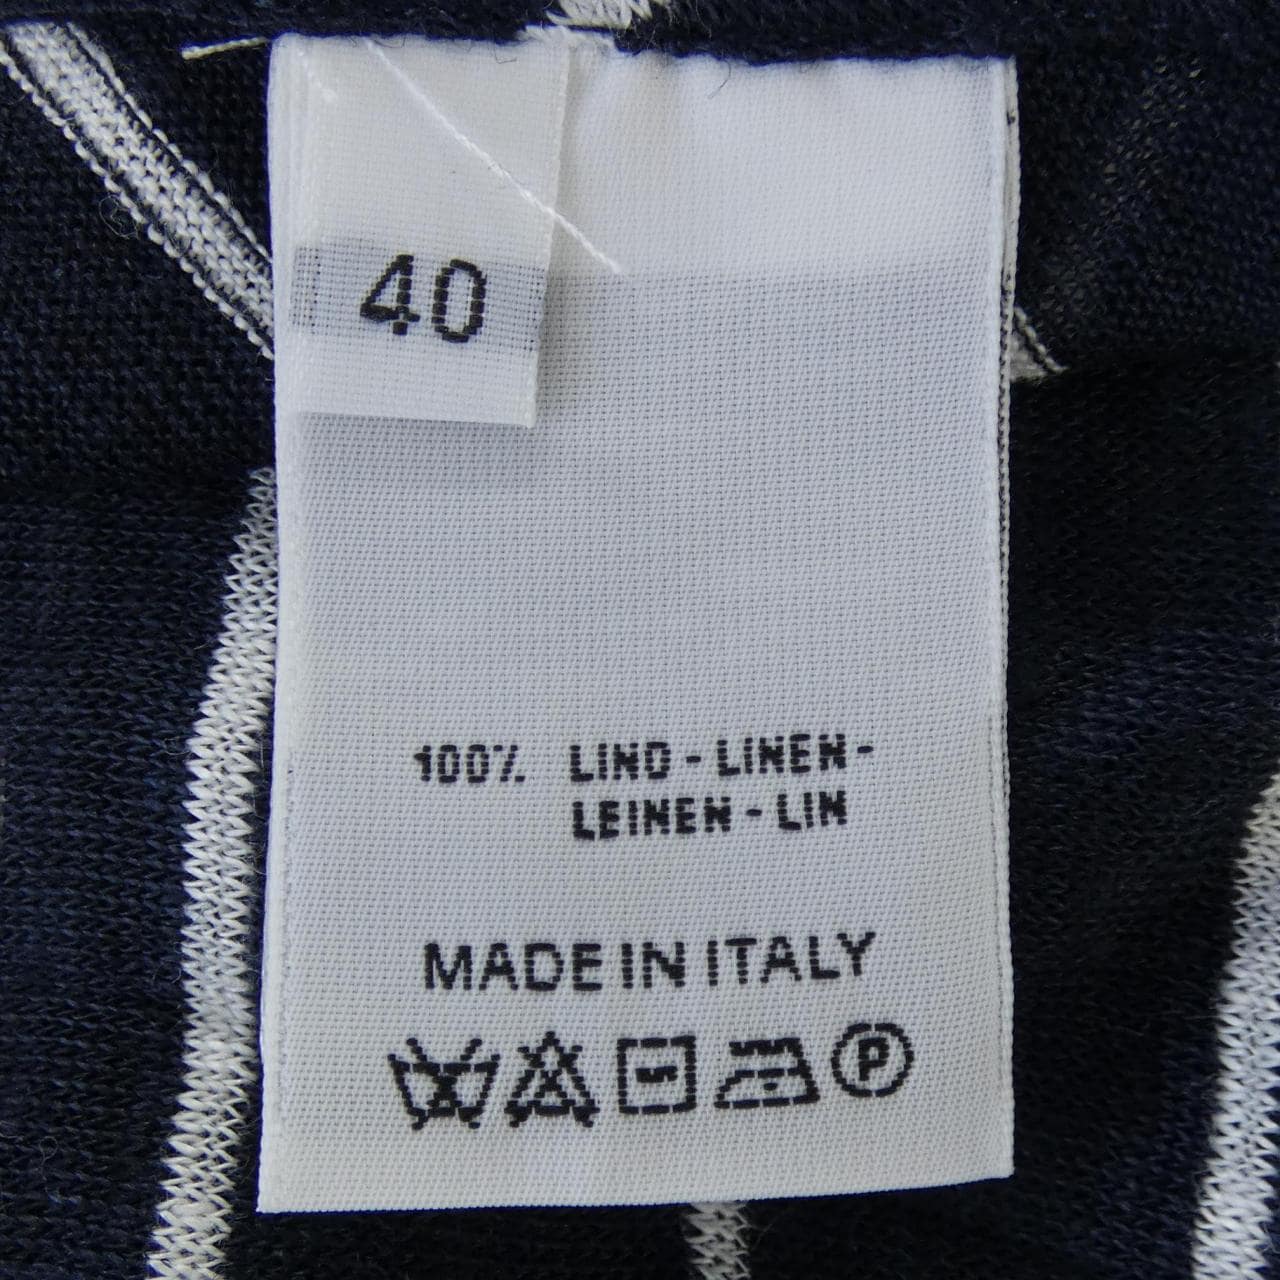 40
100% LINO - LINEN -
LEINEN - LIN
MADE IN ITALY
P